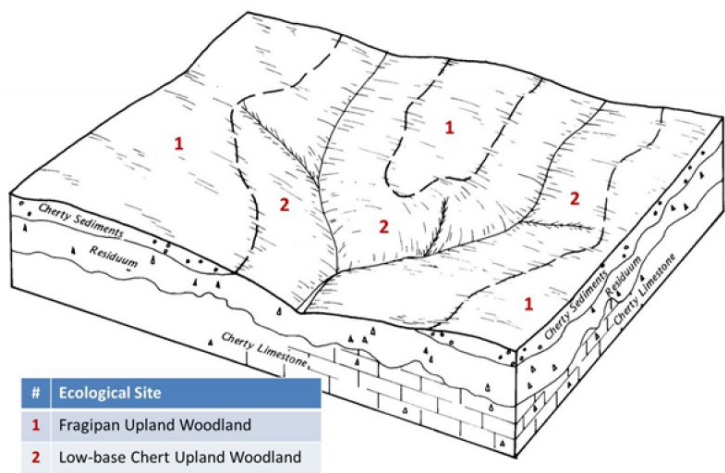 1
1
2
2
2
1
Cherty Sediments
Residuum
Cherty Limestone
Cherty Sediments
Residuum
Cherty Limestone
# Ecological Site
1 Fragipan Upland Woodland
2 Low-base Chert Upland Woodland